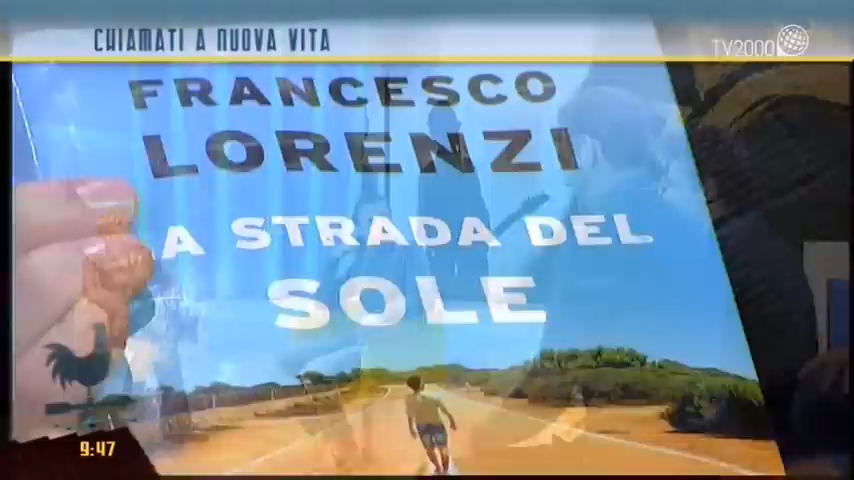 CHIAMATI A NUOVA VITA
TV2000
FRANCESCO
LORENZI
A STRADA DEL
SOLE
9:47